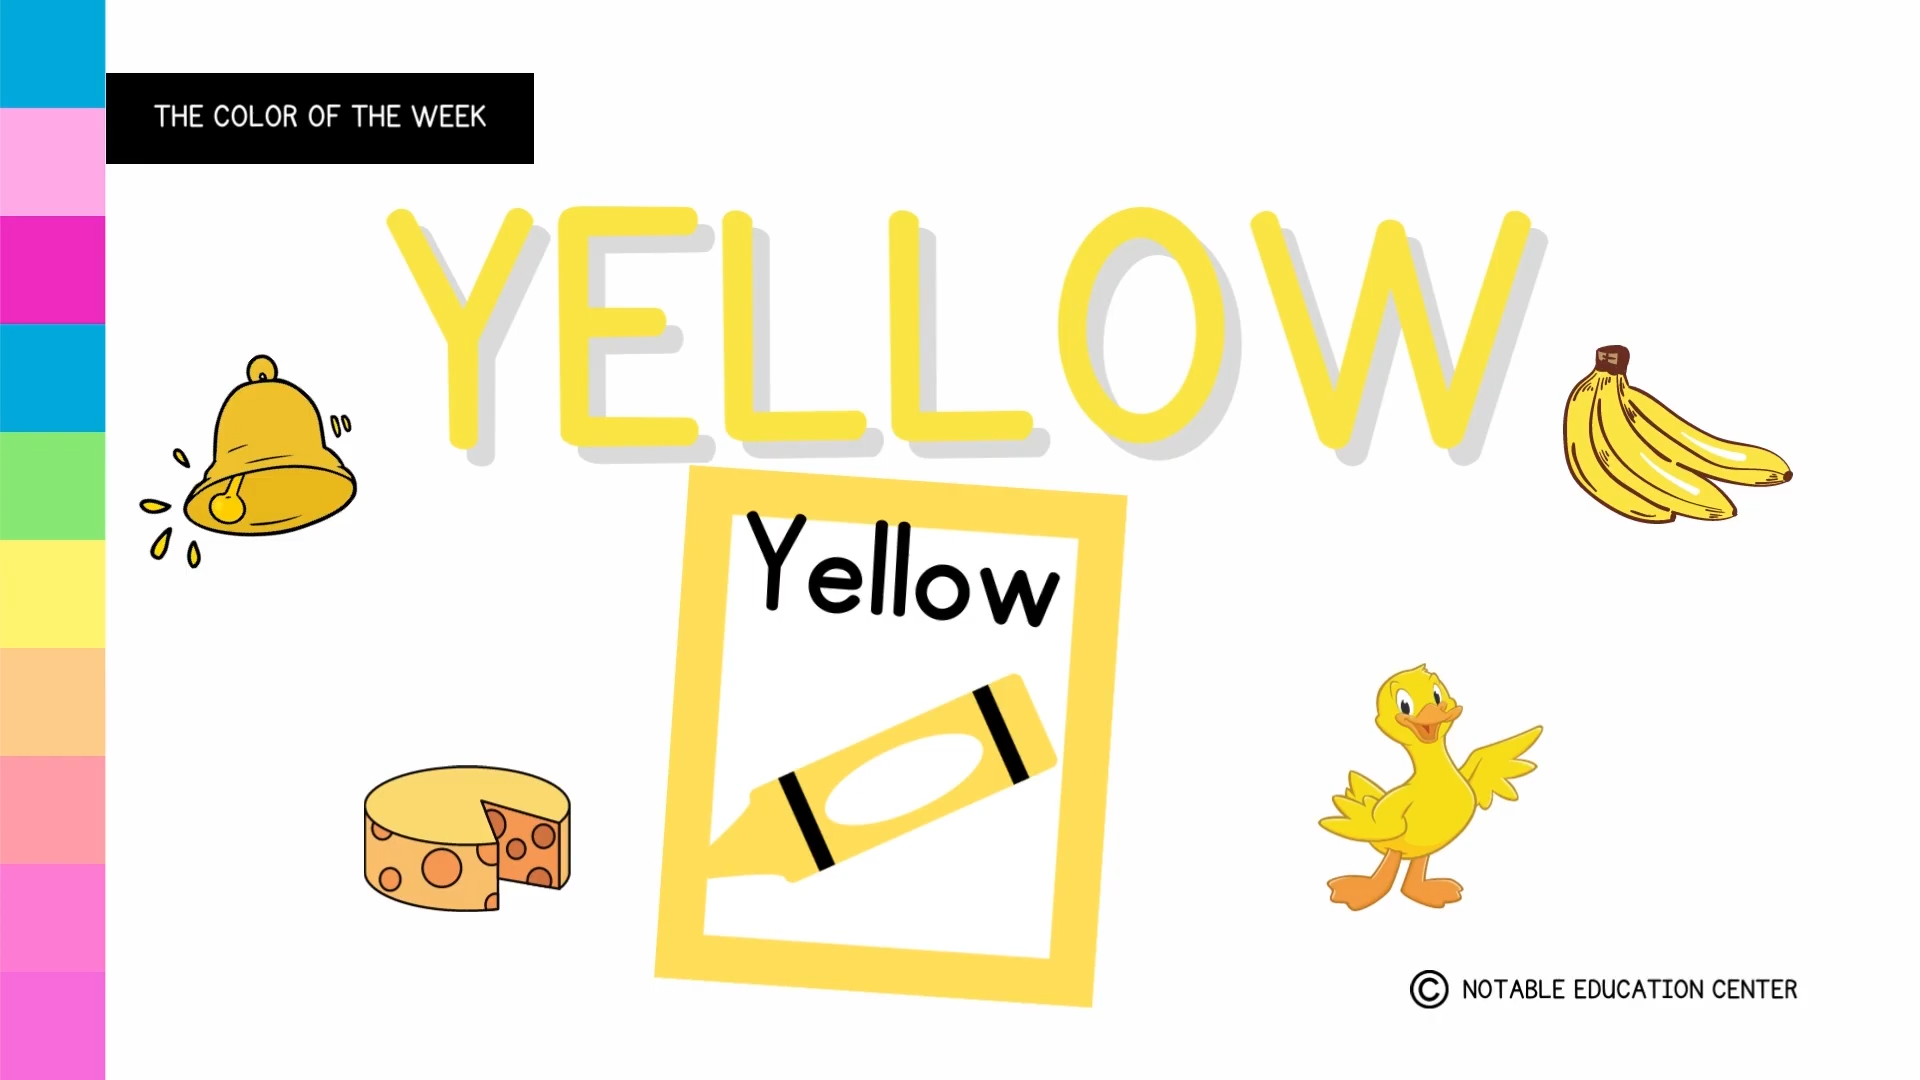 THE COLOR OF THE WEEK
YELLOW
Yellow
© NOTABLE EDUCATION CENTER